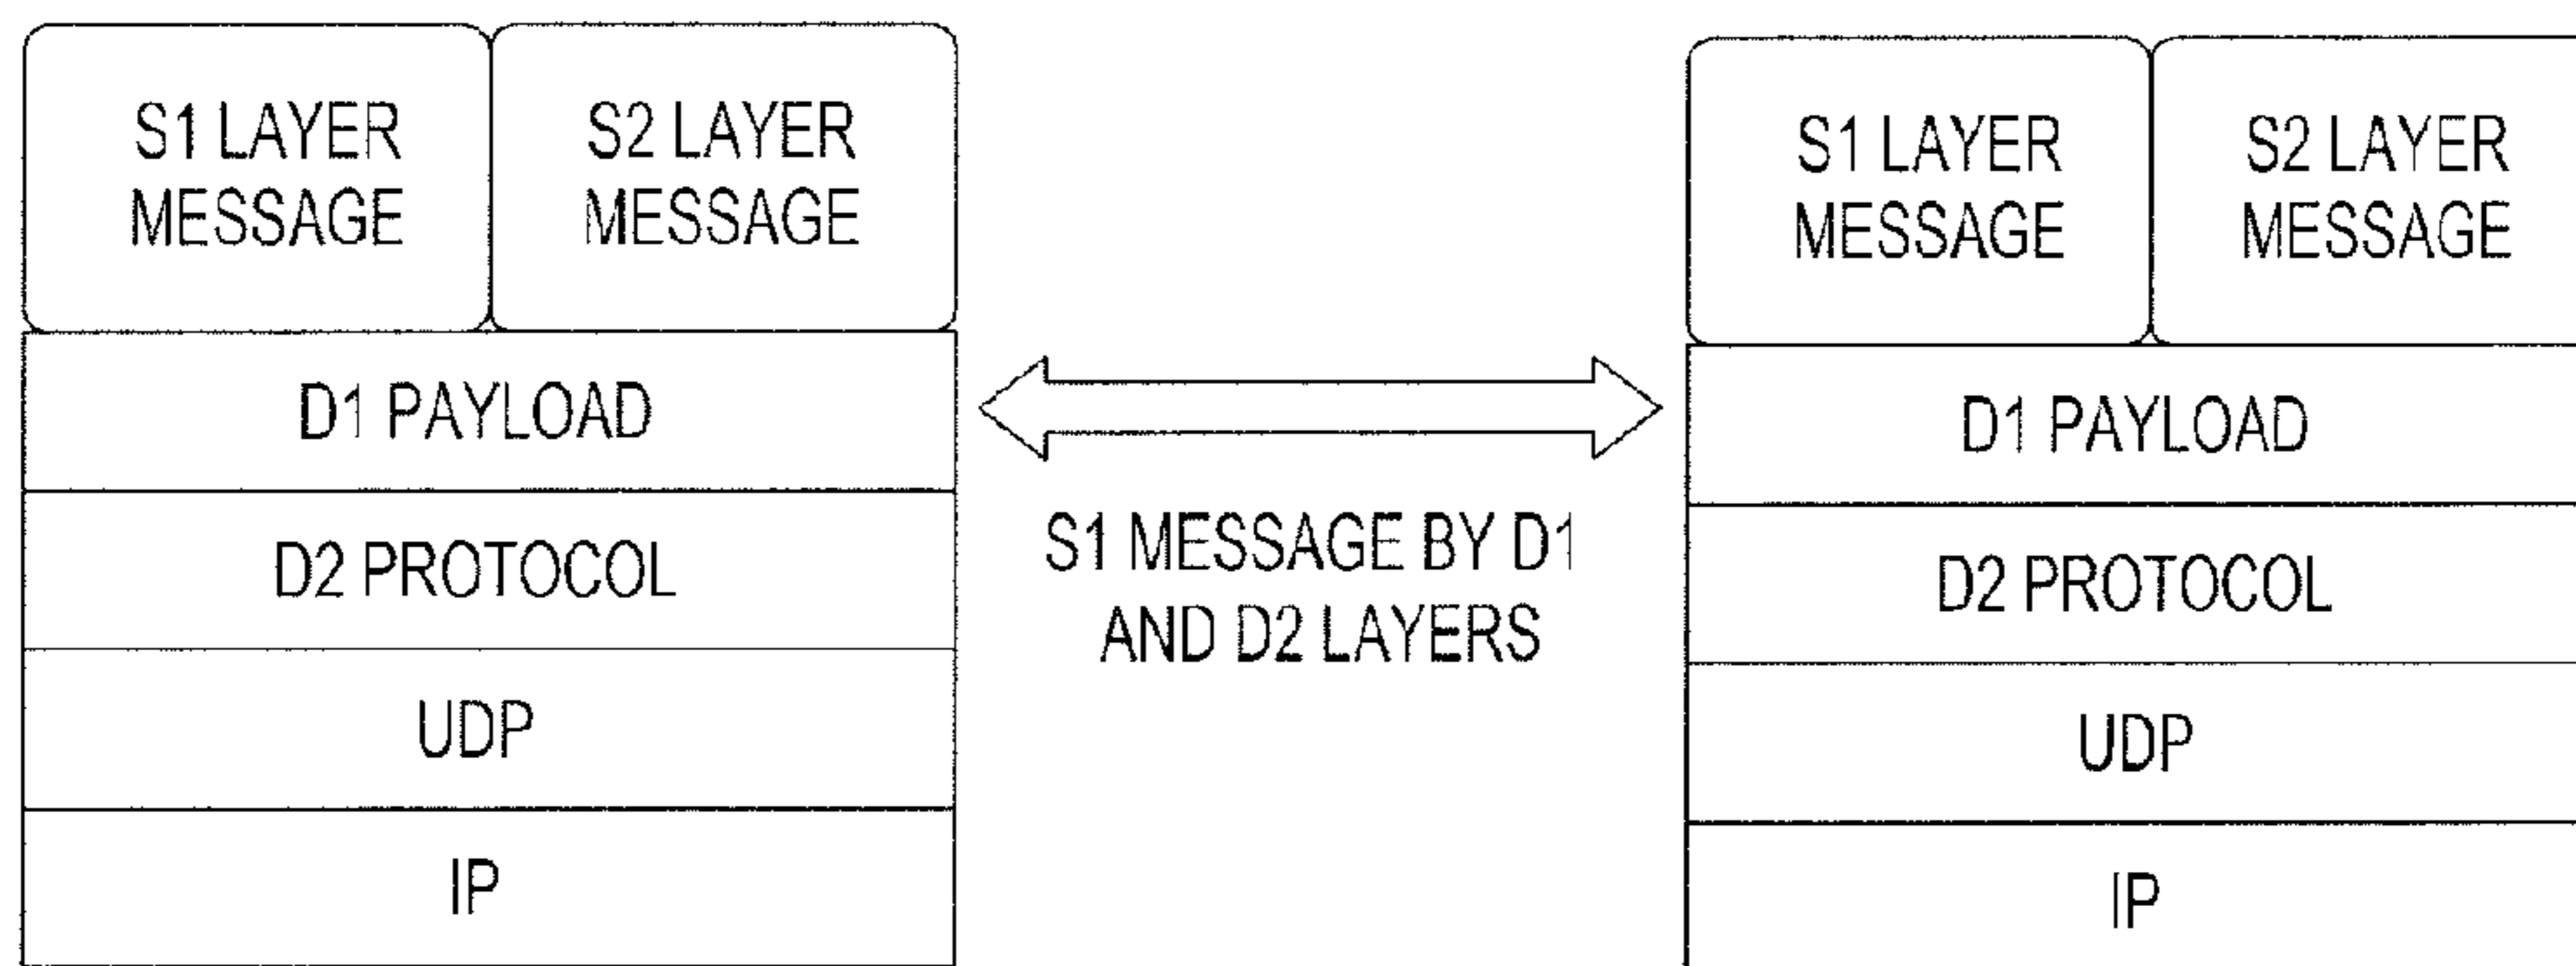 S1 LAYER
MESSAGE
S2 LAYER
MESSAGE
D1 PAYLOAD
D2 PROTOCOL
UDP
IP
S1 MESSAGE BY D1
AND D2 LAYERS
S1 LAYER
MESSAGE
S2 LAYER
MESSAGE
D1 PAYLOAD
D2 PROTOCOL
UDP
IP